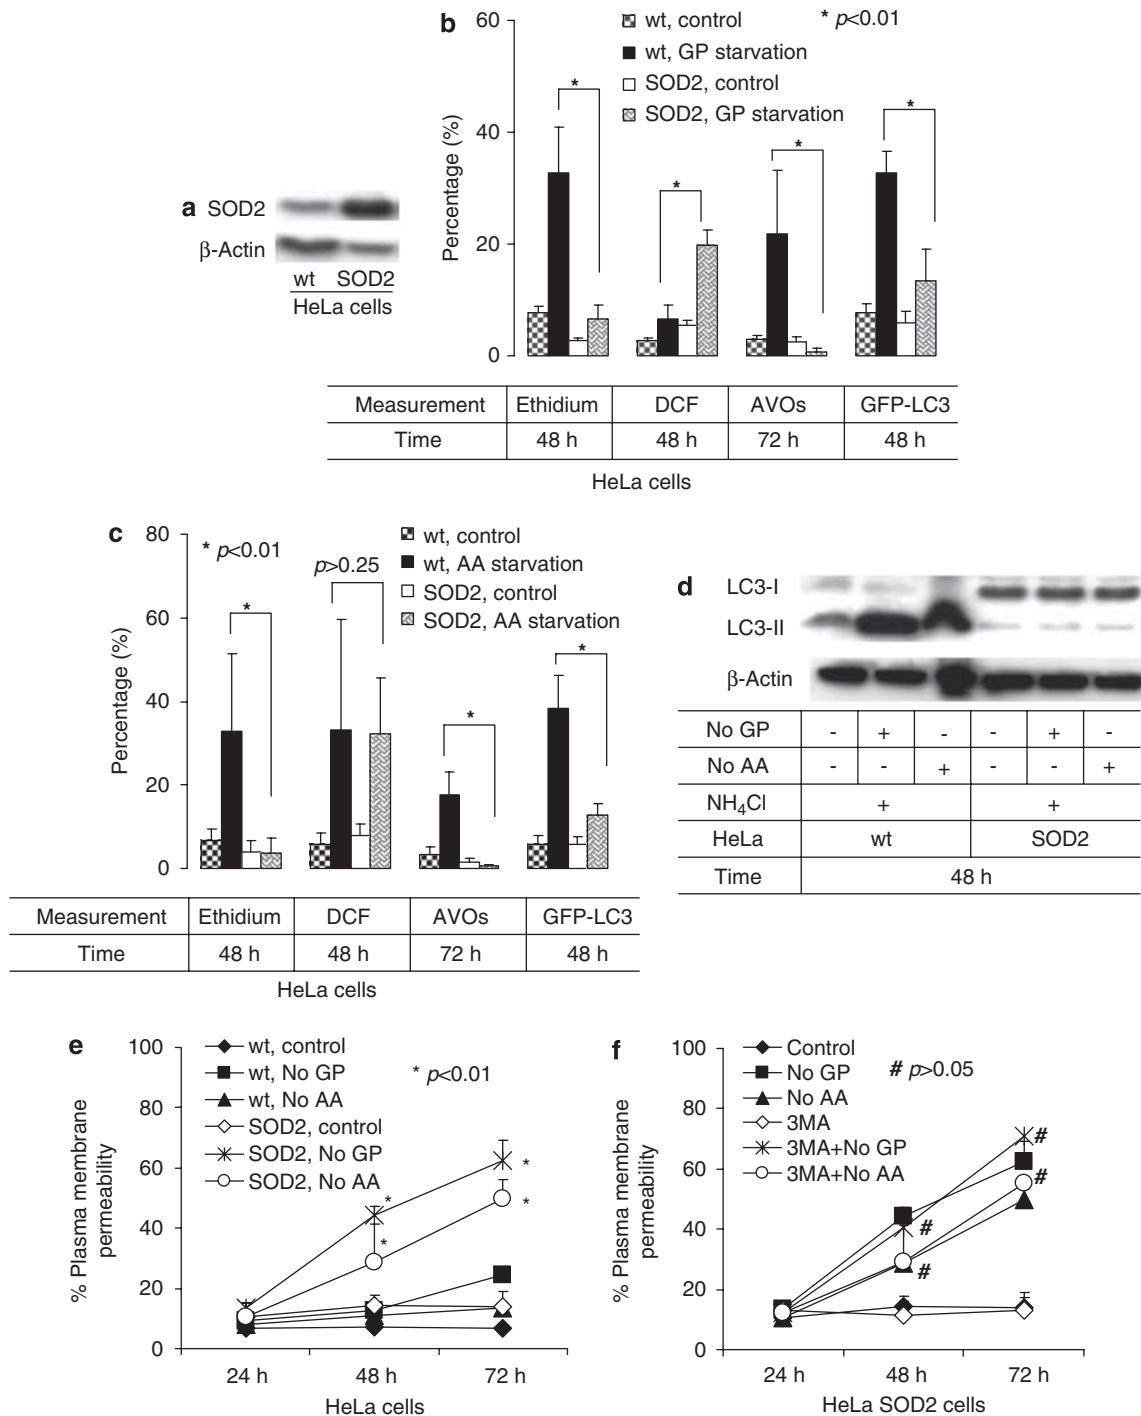 b
60
40
20
0
Percentage (%)
wt, control
wt, GP starvation
SOD2, control
SOD2, GP starvation
* p<0.01
*
*
*
*
Measurement Ethidium DCF AVOs GFP-LC3
Time 48 h 48 h 72 h 48 h
HeLa cells
a
SOD2
β-Actin
wt SOD2
HeLa cells
c
80
60
40
20
0
Percentage (%)
* p<0.01
p>0.25
wt, control
wt, AA starvation
SOD2, control
SOD2, AA starvation
*
*
*
Measurement Ethidium DCF AVOs GFP-LC3
Time 48 h 48 h 72 h 48 h
HeLa cells
d
LC3-I
LC3-II
β-Actin
No GP - + - - + -
No AA - - + - - +
NH₄Cl + +
HeLa wt SOD2
Time 48 h
e
100
80
60
40
20
0
% Plasma membrane
permeability
wt, control
wt, No GP
wt, No AA
SOD2, control
SOD2, No GP
SOD2, No AA
* p<0.01
*
*
*
*
24 h 48 h 72 h
HeLa cells
f
100
80
60
40
20
0
% Plasma membrane
permeability
Control
No GP
No AA
3MA
3MA+No GP
3MA+No AA
# p>0.05
#
#
#
#
24 h 48 h 72 h
HeLa SOD2 cells